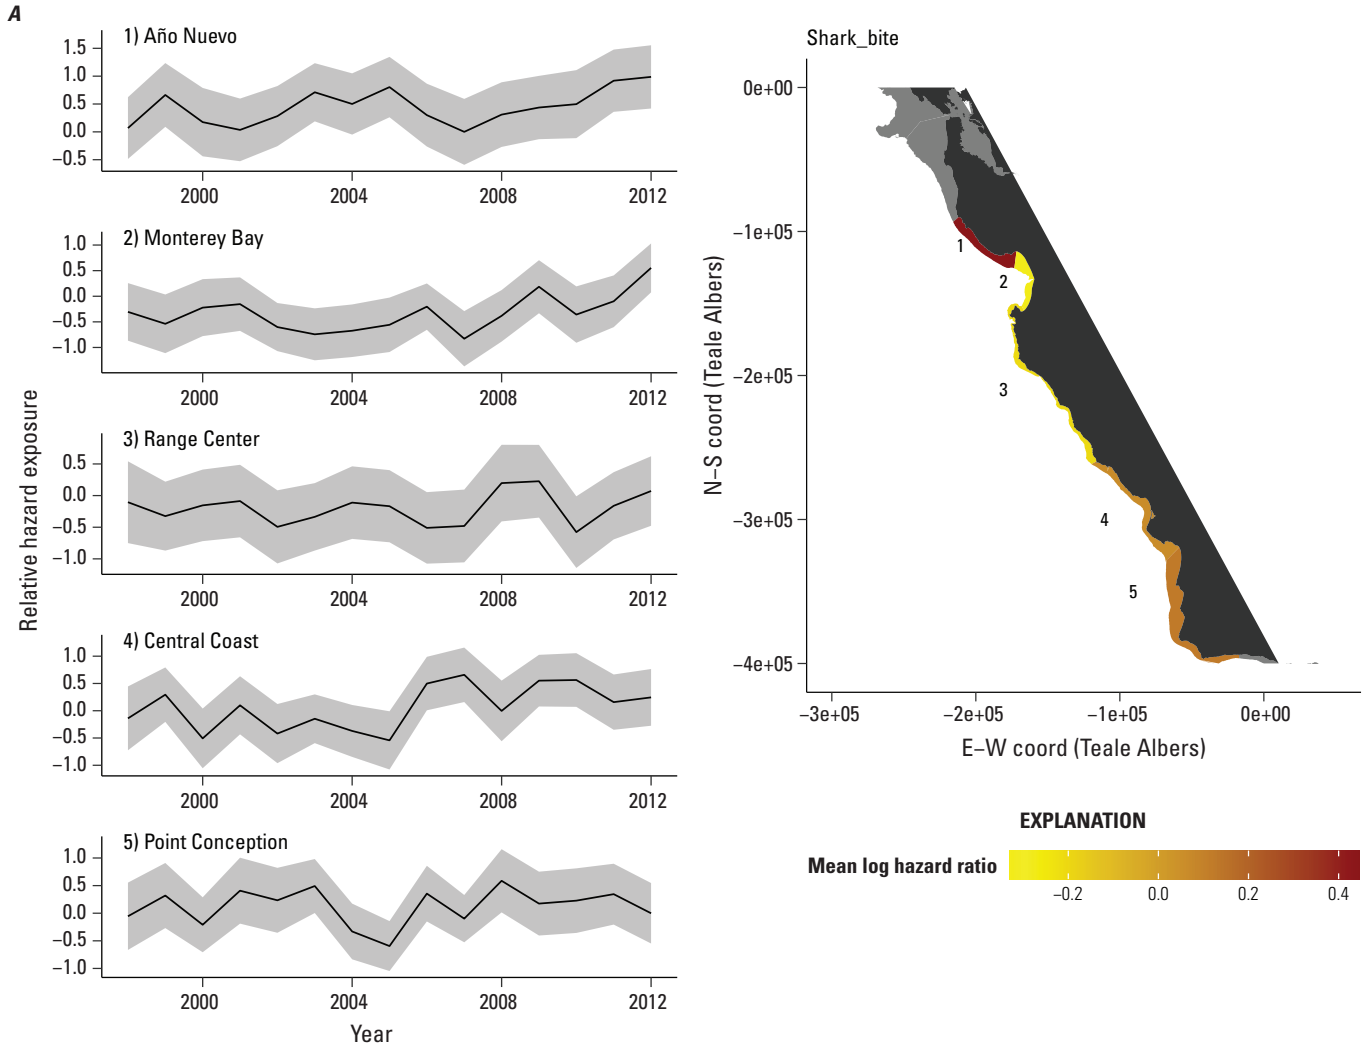 A
Relative hazard exposure
1) Año Nuevo
1.5
1.0
0.5
0.0
−0.5
2000 2004 2008 2012
2) Monterey Bay
1.0
0.5
0.0
−0.5
−1.0
2000 2004 2008 2012
3) Range Center
0.5
0.0
−0.5
−1.0
2000 2004 2008 2012
4) Central Coast
1.0
0.5
0.0
−0.5
−1.0
2000 2004 2008 2012
5) Point Conception
1.0
0.5
0.0
−0.5
−1.0
2000 2004 2008 2012
Year
Shark_bite
N–S coord (Teale Albers)
0e+00
−1e+05
−2e+05
−3e+05
−4e+05
1
2
3
4
5
−3e+05 −2e+05 −1e+05 0e+00
E–W coord (Teale Albers)
EXPLANATION
Mean log hazard ratio
−0.2 0.0 0.2 0.4